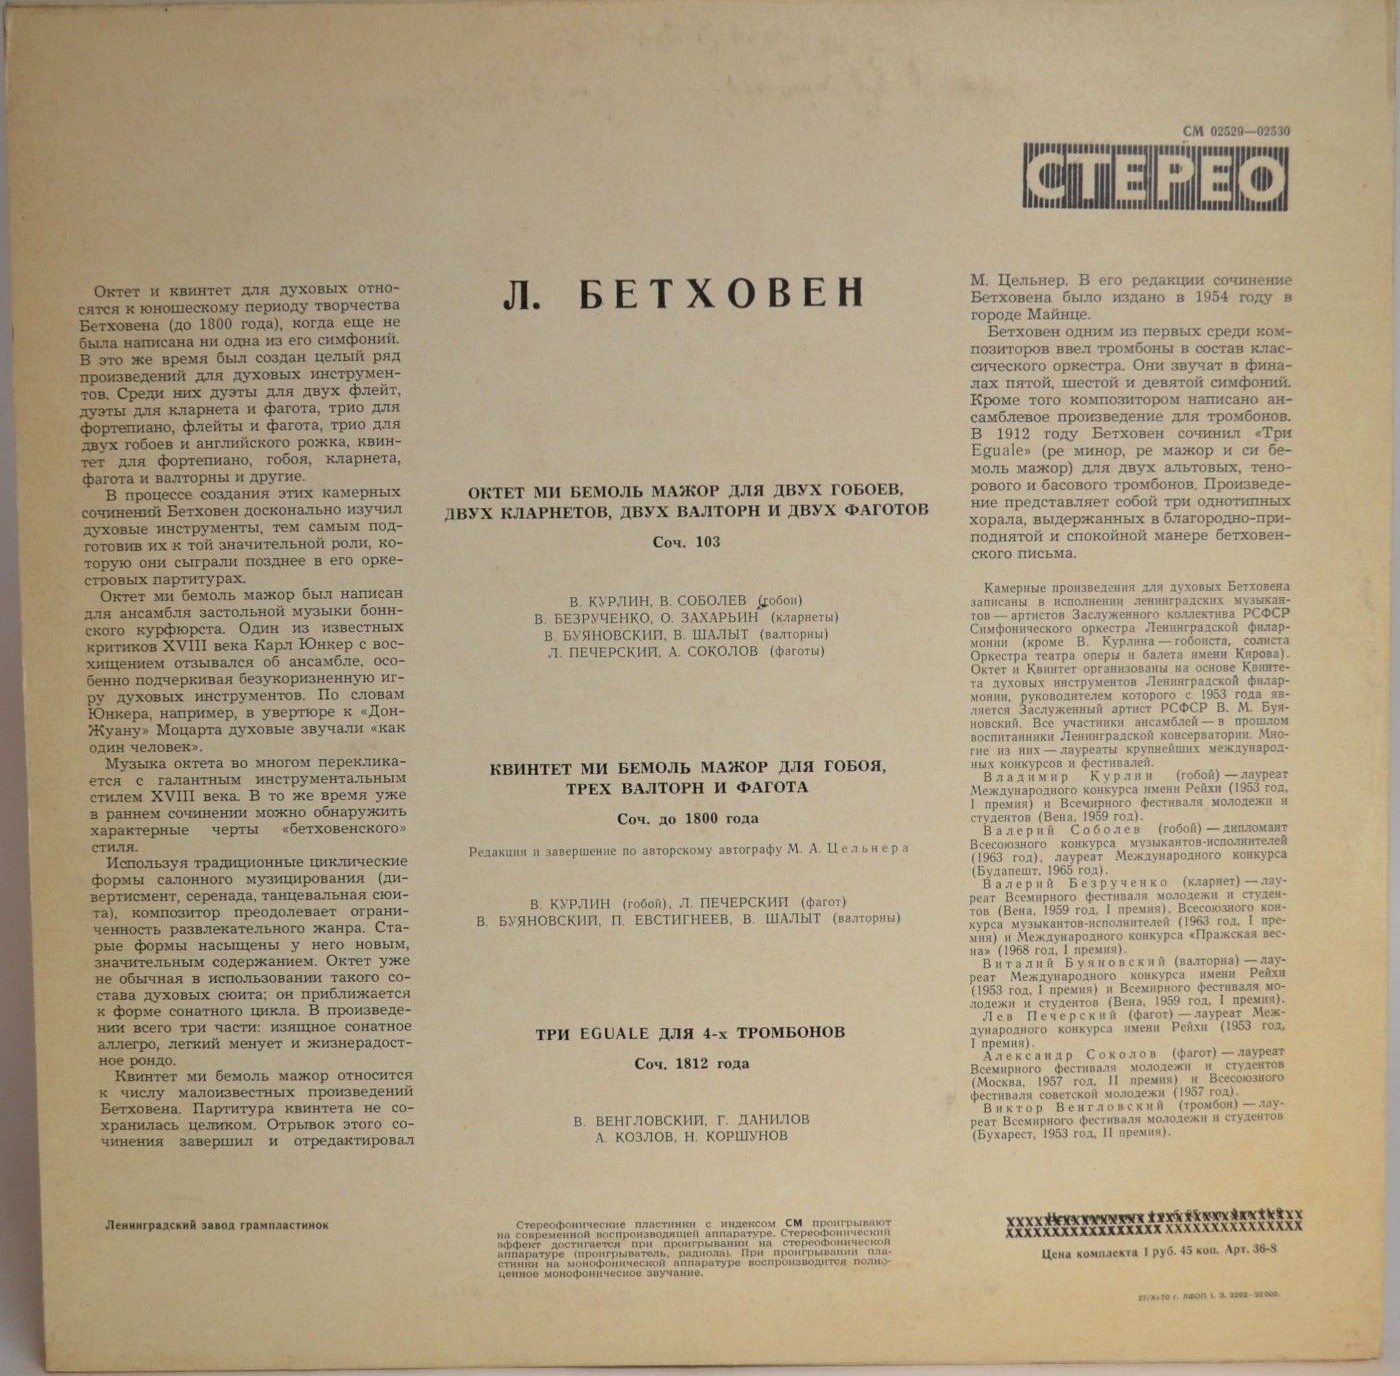 СМ 02529—02530
СТЕРЕО
Октет и квинтет для духовых отно-
сятся к юношескому периоду творчества
Бетховена (до 1800 года), когда еще не
была написана ни одна из его симфоний.
В это же время был создан целый ряд
произведений для духовых инструмен-
тов. Среди них дуэты для двух флейт,
дуэты для кларнета и фагота, трио для
фортепиано, флейты и фагота, трио для
двух гобоев и английского рожка, квин-
тет для фортепиано, гобоя, кларнета,
фагота и валторны и другие.
В процессе создания этих камерных
сочинений Бетховен досконально изучил
духовые инструменты, тем самым под-
готовив их к той значительной роли, ко-
торую они сыграли позднее в его орке-
стровых партитурах.
Октет ми бемоль мажор был написан
для ансамбля застольной музыки бонн-
ского курфюрста. Один из известных
критиков XVIII века Карл Юнкер с вос-
хищением отзывался об ансамбле, осо-
бенно подчеркивая безукоризненную иг-
ру духовых инструментов. По словам
Юнкера, например, в увертюре к «Дон-
Жуану» Моцарта духовые звучали «как
один человек».
Музыка октета во многом переклика-
ется с галантным инструментальным
стилем XVIII века. В то же время уже
в раннем сочинении можно обнаружить
характерные черты «бетховенского»
стиля.
Используя традиционные циклические
формы салонного музицирования (ди-
вертисмент, серенада, танцевальная сюи-
та), композитор преодолевает ограни-
ченность развлекательного жанра. Ста-
рые формы насыщены у него новым,
значительным содержанием. Октет уже
не обычная в использовании такого со-
става духовых сюита; он приближается
к форме сонатного цикла. В произведе-
нии всего три части: изящное сонатное
аллегро, легкий менует и жизнерадост-
ное рондо.
Квинтет ми бемоль мажор относится
к числу малоизвестных произведений
Бетховена. Партитура квинтета не со-
хранилась целиком. Отрывок этого со-
чинения завершил и отредактировал
Л. БЕТХОВЕН
ОКТЕТ МИ БЕМОЛЬ МАЖОР ДЛЯ ДВУХ ГОБОЕВ,
ДВУХ КЛАРНЕТОВ, ДВУХ ВАЛТОРН И ДВУХ ФАГОТОВ
Соч. 103
В. КУРЛИН, В. СОБОЛЕВ (гобои)
В. БЕЗРУЧЕНКО, О. ЗАХАРЬИН (кларнеты)
В. БУЯНОВСКИЙ, В. ШАЛЫТ (валторны)
Л. ПЕЧЕРСКИЙ, А. СОКОЛОВ (фаготы)
КВИНТЕТ МИ БЕМОЛЬ МАЖОР ДЛЯ ГОБОЯ,
ТРЕХ ВАЛТОРН И ФАГОТА
Соч. до 1800 года
Редакция и завершение по авторскому автографу М. А. Цельнера
В. КУРЛИН (гобой), Л. ПЕЧЕРСКИЙ (фагот)
В. БУЯНОВСКИЙ, П. ЕВСТИГНЕЕВ, В. ШАЛЫТ (валторны)
ТРИ EGUALE ДЛЯ 4-х ТРОМБОНОВ
Соч. 1812 года
В. ВЕНГЛОВСКИЙ, Г. ДАНИЛОВ
А. КОЗЛОВ, Н. КОРШУНОВ
М. Цельнер. В его редакции сочинение
Бетховена было издано в 1954 году в
городе Майнце.
Бетховен одним из первых среди ком-
позиторов ввел тромбоны в состав клас-
сического оркестра. Они звучат в фина-
лах пятой, шестой и девятой симфоний.
Кроме того композитором написано ан-
самблевое произведение для тромбонов.
В 1912 году Бетховен сочинил «Три
Eguale» (ре минор, ре мажор и си бе-
моль мажор) для двух альтовых, тено-
рового и басового тромбонов. Произведе-
ние представляет собой три однотипных
хорала, выдержанных в благородно-при-
поднятой и спокойной манере бетховен-
ского письма.
Камерные произведения для духовых Бетховена
записаны в исполнении ленинградских музыкан-
тов — артистов Заслуженного коллектива РСФСР
Симфонического оркестра Ленинградской филар-
монии (кроме В. Курлина — гобоиста, солиста
Оркестра театра оперы и балета имени Кирова).
Октет и Квинтет организованы на основе Квинте-
та духовых инструментов Ленинградской филар-
монии, руководителем которого с 1953 года яв-
ляется Заслуженный артист РСФСР В. М. Буя-
новский. Все участники ансамблей — в прошлом
воспитанники Ленинградской консерватории. Мно-
гие из них — лауреаты крупнейших международ-
ных конкурсов и фестивалей.
Владимир Курлин (гобой) — лауреат
Международного конкурса имени Рейхи (1953 год,
I премия) и Всемирного фестиваля молодежи и
студентов (Вена, 1959 год).
Валерий Соболев (гобой) — дипломант
Всесоюзного конкурса музыкантов-исполнителей
(1963 год), лауреат Международного конкурса
(Будапешт, 1965 год).
Валерий Безрученко (кларнет) — лау-
реат Всемирного фестиваля молодежи и студен-
тов (Вена, 1959 год, I премия), Всесоюзного кон-
курса музыкантов-исполнителей (1963 год, I пре-
мия) и Международного конкурса «Пражская вес-
на» (1968 год, I премия).
Виталий Буяновский (валторна) — лау-
реат Международного конкурса имени Рейхи
(1953 год, I премия) и Всемирного фестиваля мо-
лодежи и студентов (Вена, 1959 год, I премия).
Лев Печерский (фагот) — лауреат Меж-
дународного конкурса имени Рейхи (1953 год,
I премия).
Александр Соколов (фагот) — лауреат
Всемирного фестиваля молодежи и студентов
(Москва, 1957 год, II премия) и Всесоюзного
фестиваля советской молодежи (1957 год).
Виктор Венгловский (тромбон) — лау-
реат Всемирного фестиваля молодежи и студентов
(Бухарест, 1953 год, II премия).
Ленинградский завод грампластинок
Стереофонические пластинки с индексом СМ проигрывают
на современной воспроизводящей аппаратуре. Стереофонический
эффект достигается при проигрывании на стереофонической
аппаратуре (проигрыватель, радиола). При проигрывании пла-
стинки на монофонической аппаратуре воспроизводится полно-
ценное монофоническое звучание.
Цена комплекта 1 руб. 45 коп. Арт. 36-8
27/XI-70 г. ЛФОП 1. З. 3202—20000.